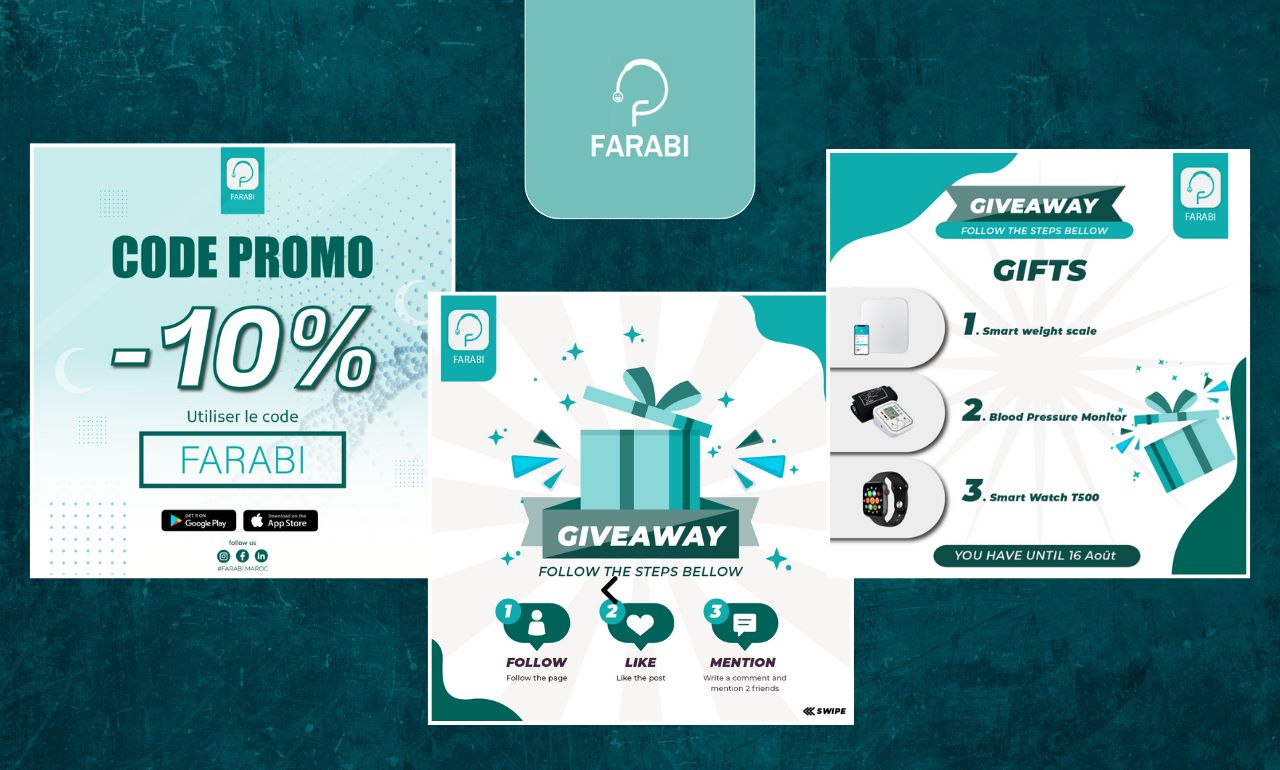 FARABI
FARABI
CODE PROMO
-10%
Utiliser le code
FARABI
GET IT ON
Google Play
Download on the
App Store
follow us
#FARABI.MAROC
FARABI
GIVEAWAY
FOLLOW THE STEPS BELLOW
1
2
3
FOLLOW
LIKE
MENTION
Follow the page
Like the post
Write a comment and
mention 2 friends
SWIPE
GIVEAWAY
FOLLOW THE STEPS BELLOW
FARABI
GIFTS
1. Smart weight scale
2. Blood Pressure Monitor
3. Smart Watch T500
YOU HAVE UNTIL 16 Août